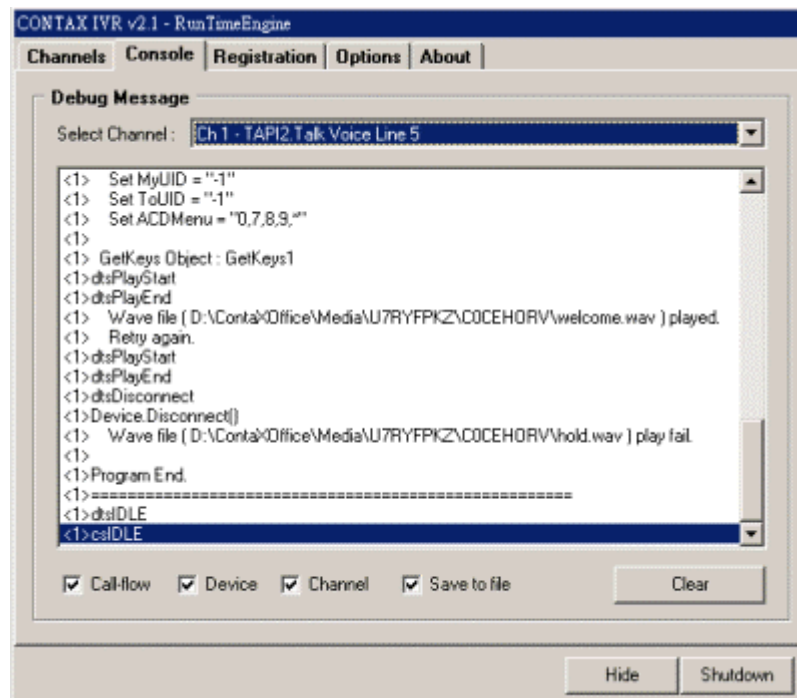 CONTAX IVR v2.1 - RunTimeEngine
Channels Console Registration Options About
Debug Message
Select Channel : Ch 1 - TAPI2.Talk Voice Line 5
<1> Set MyUID = "-1"
<1> Set ToUID = "-1"
<1> Set ACDMenu = "0,7,8,9,*"
<1>
<1> GetKeys Object : GetKeys1
<1>dtsPlayStart
<1>dtsPlayEnd
<1> Wave file ( D:\ContaXOffice\Media\U7RYFPKZ\C0CEHORV\welcome.wav ) played.
<1> Retry again.
<1>dtsPlayStart
<1>dtsPlayEnd
<1>dtsDisconnect
<1>Device.Disconnect()
<1> Wave file ( D:\ContaXOffice\Media\U7RYFPKZ\C0CEHORV\hold.wav ) play fail.
<1>
<1>Program End.
<1>=====================================================
<1>dtsIDLE
<1>csIDLE
Call-flow Device Channel Save to file Clear
Hide Shutdown